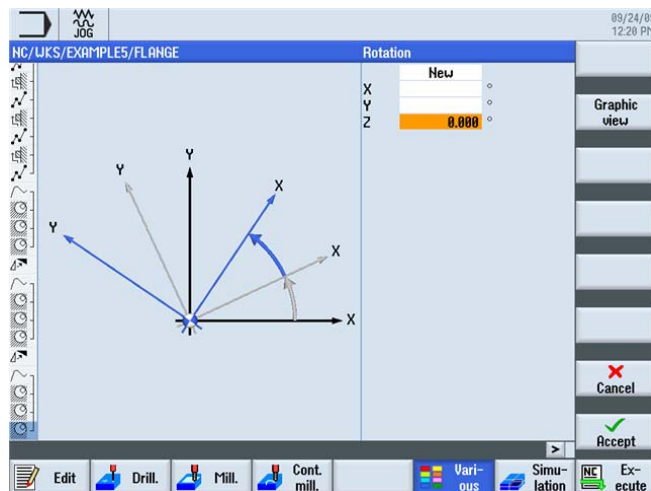 09/24/0
12:20 PM
JOG
NC/WKS/EXAMPLE5/FLANGE
Rotation
New
X °
Y °
Z 0.000 °
Graphic
view
Y
Y
X
Y
X
X
Cancel
Accept
>
Edit
Drill.
Mill.
Cont.
mill.
Vari-
ous
Simu-
lation
NC
Ex-
ecute